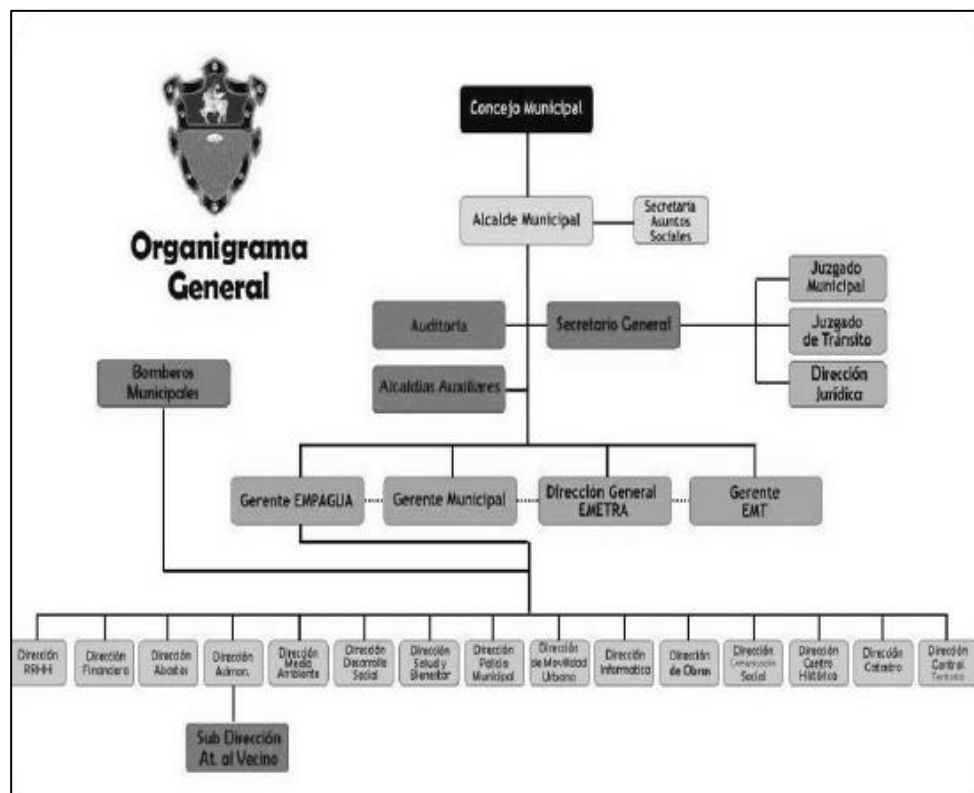 Organigrama
General
Concejo Municipal
Alcalde Municipal
Secretaria
Asuntos
Sociales
Auditoría
Secretario General
Juzgado
Municipal
Juzgado
de Tránsito
Dirección
Jurídica
Alcaldías Auxiliares
Bomberos
Municipales
Gerente EMPAGUA
Gerente Municipal
Dirección General
EMETRA
Gerente
EMT
Dirección
RRHH
Dirección
Financiera
Dirección
Abastos
Dirección
Admon.
Dirección
Medio
Ambiente
Dirección
Desarrollo
Social
Dirección
Salud y
Bienestar
Dirección
Policía
Municipal
Dirección
de Movilidad
Urbana
Dirección
Informatica
Dirección
de Obras
Dirección
Comunicación
Social
Dirección
Centro
Histórico
Dirección
Catastro
Dirección
Control
Sub Dirección
At. al Vecino